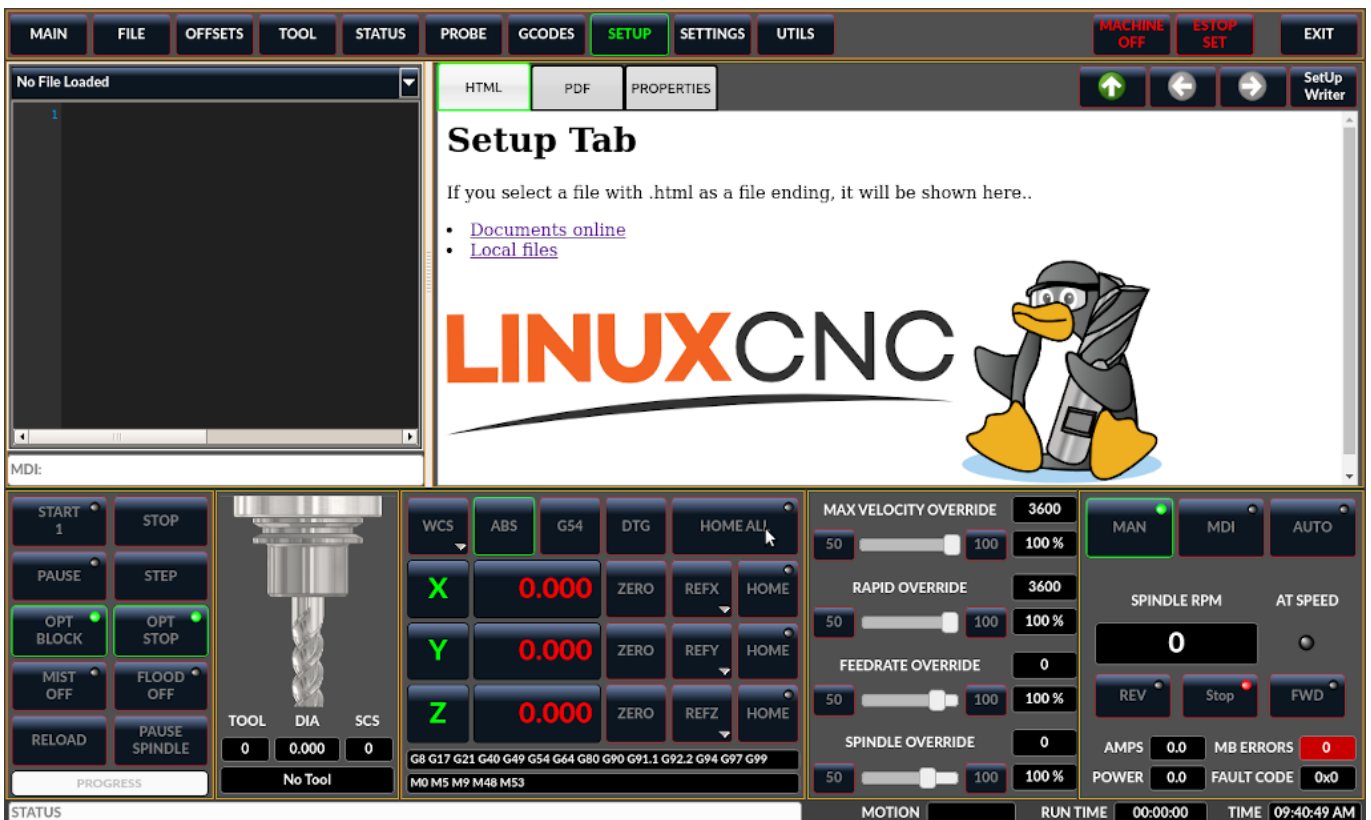 MAIN FILE OFFSETS TOOL STATUS PROBE GCODES SETUP SETTINGS UTILS MACHINE OFF ESTOP SET EXIT
No File Loaded
1
MDI:
HTML PDF PROPERTIES SetUp Writer
Setup Tab
If you select a file with .html as a file ending, it will be shown here..
• Documents online
• Local files
LINUXCNC
START 1 STOP
PAUSE STEP
OPT BLOCK OPT STOP
MIST OFF FLOOD OFF
RELOAD PAUSE SPINDLE
PROGRESS
TOOL DIA SCS
0 0.000 0
No Tool
WCS ABS G54 DTG HOME ALL
X 0.000 ZERO REFX HOME
Y 0.000 ZERO REFY HOME
Z 0.000 ZERO REFZ HOME
G8 G17 G21 G40 G49 G54 G64 G80 G90 G91.1 G92.2 G94 G97 G99
M0 M5 M9 M48 M53
MAX VELOCITY OVERRIDE 3600
50 100 100 %
RAPID OVERRIDE 3600
50 100 100 %
FEEDRATE OVERRIDE 0
50 100 100 %
SPINDLE OVERRIDE 0
50 100 100 %
MAN MDI AUTO
SPINDLE RPM AT SPEED
0
REV Stop FWD
AMPS 0.0 MB ERRORS 0
POWER 0.0 FAULT CODE 0x0
STATUS MOTION RUN TIME 00:00:00 TIME 09:40:49 AM